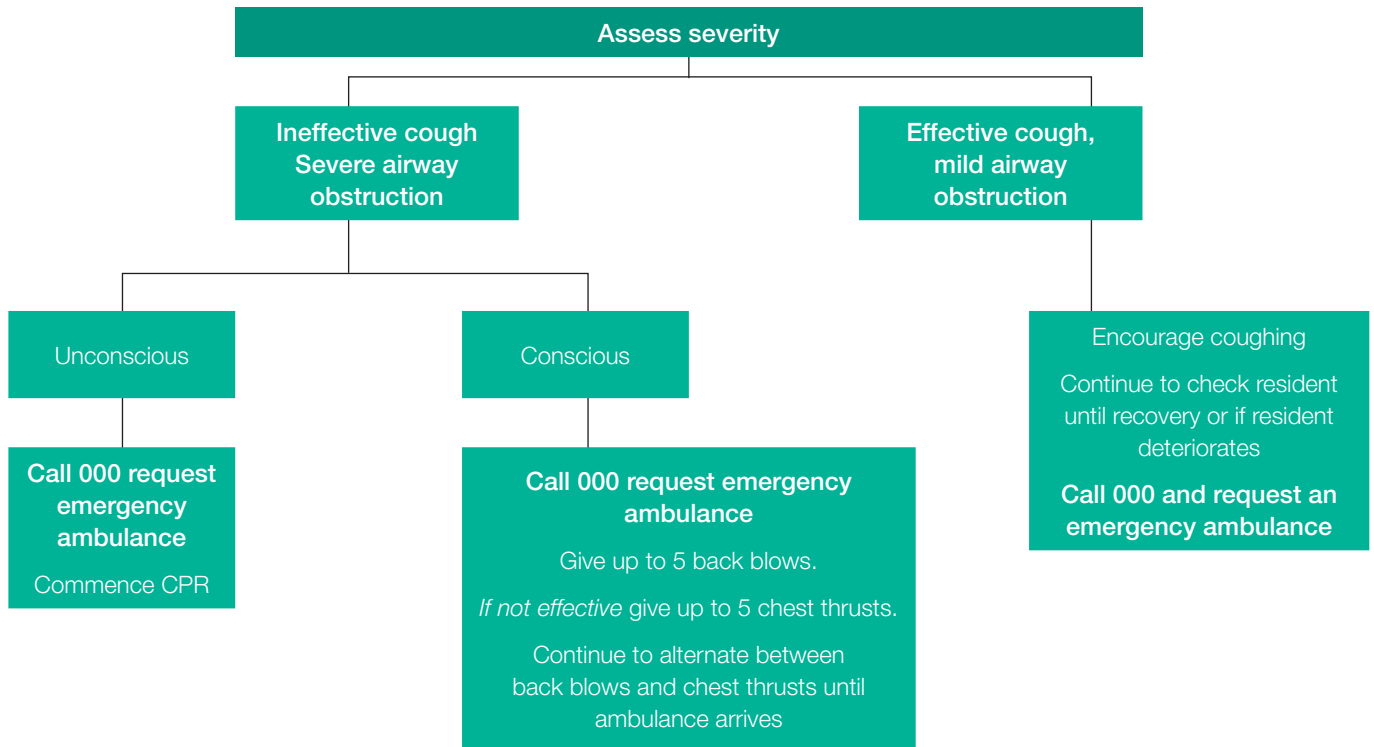 Assess severity
Ineffective cough
Severe airway
obstruction
Effective cough,
mild airway
obstruction
Unconscious
Conscious
Encourage coughing
Continue to check resident
until recovery or if resident
deteriorates
Call 000 and request an
emergency ambulance
Call 000 request
emergency
ambulance
Commence CPR
Call 000 request emergency
ambulance
Give up to 5 back blows.
If not effective give up to 5 chest thrusts.
Continue to alternate between
back blows and chest thrusts until
ambulance arrives